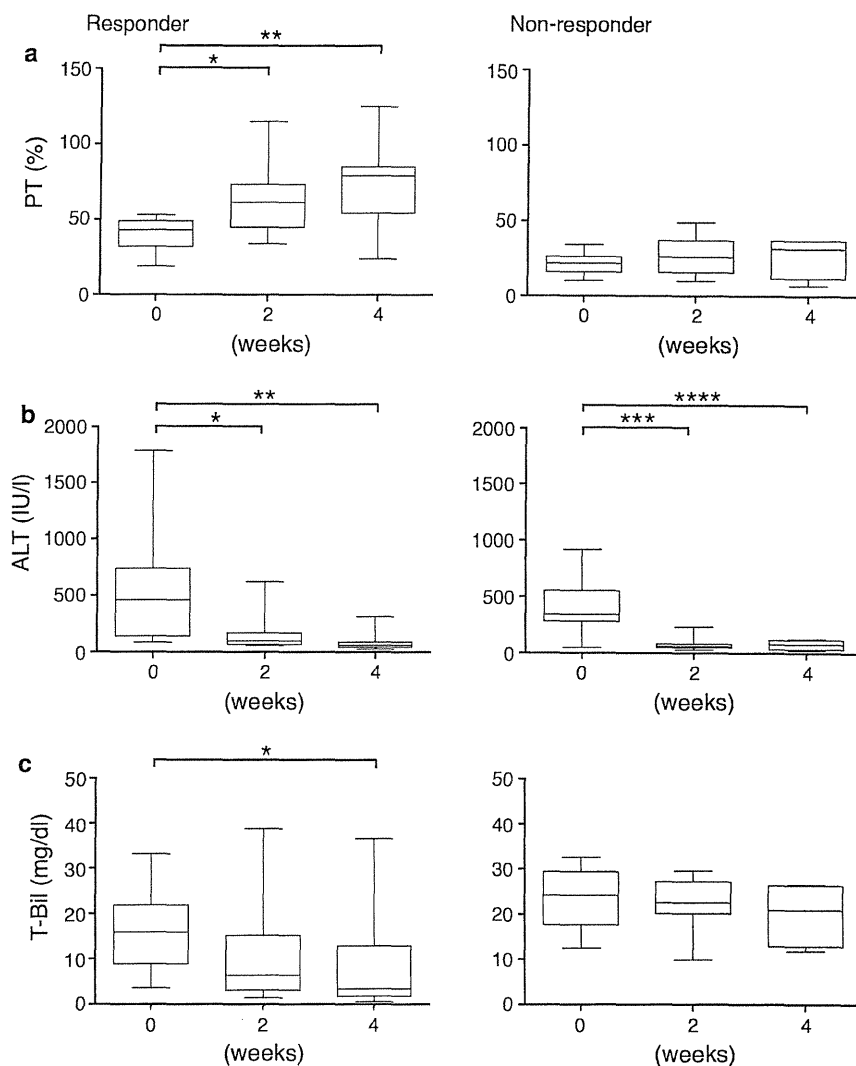 Responder
Non-responder
a
**
*
150
100
50
0
PT (%)
0 2 4
(weeks)
150
100
50
0
0 2 4
(weeks)
b
**
*
2000
1500
1000
500
0
ALT (IU/l)
0 2 4
(weeks)
****
***
2000
1500
1000
500
0
0 2 4
(weeks)
c
*
50
40
30
20
10
0
T-Bil (mg/dl)
0 2 4
(weeks)
50
40
30
20
10
0
0 2 4
(weeks)